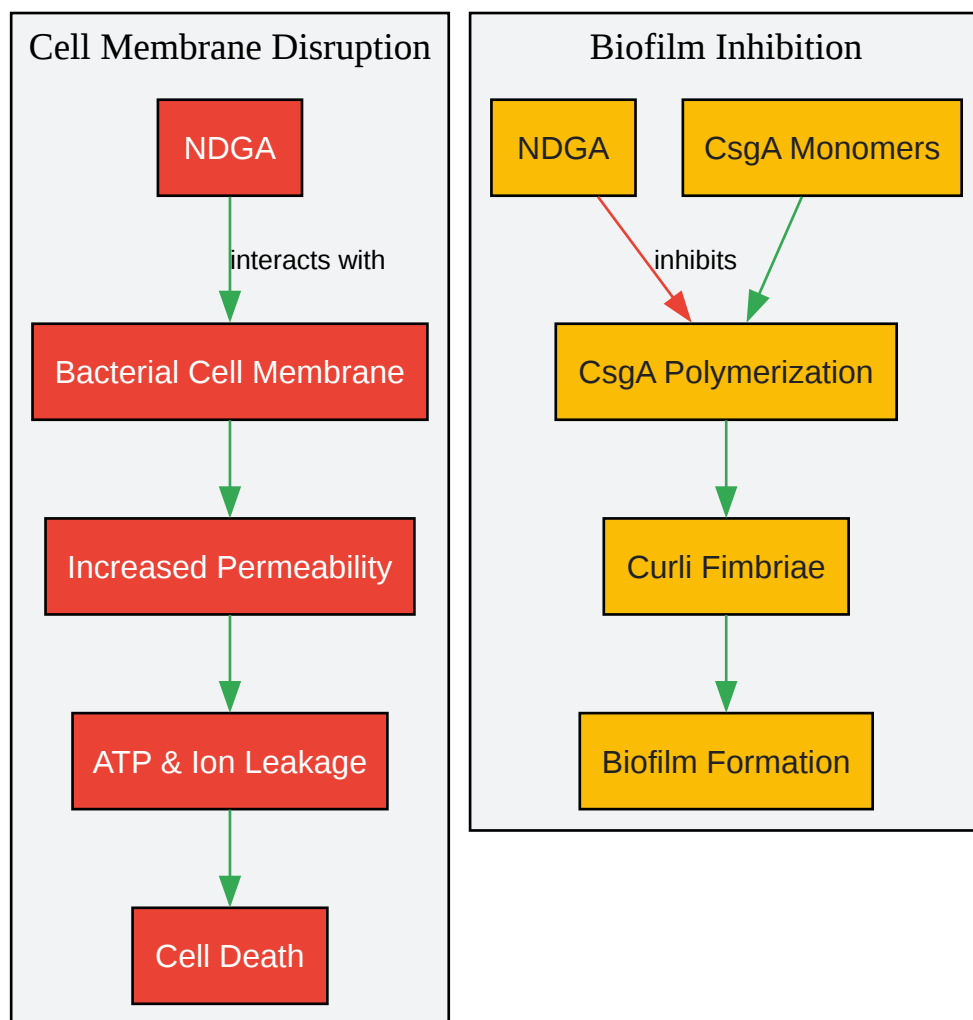 Cell Membrane Disruption
NDGA
interacts with
Bacterial Cell Membrane
Increased Permeability
ATP & Ion Leakage
Cell Death
Biofilm Inhibition
NDGA
CsgA Monomers
inhibits
CsgA Polymerization
Curli Fimbriae
Biofilm Formation